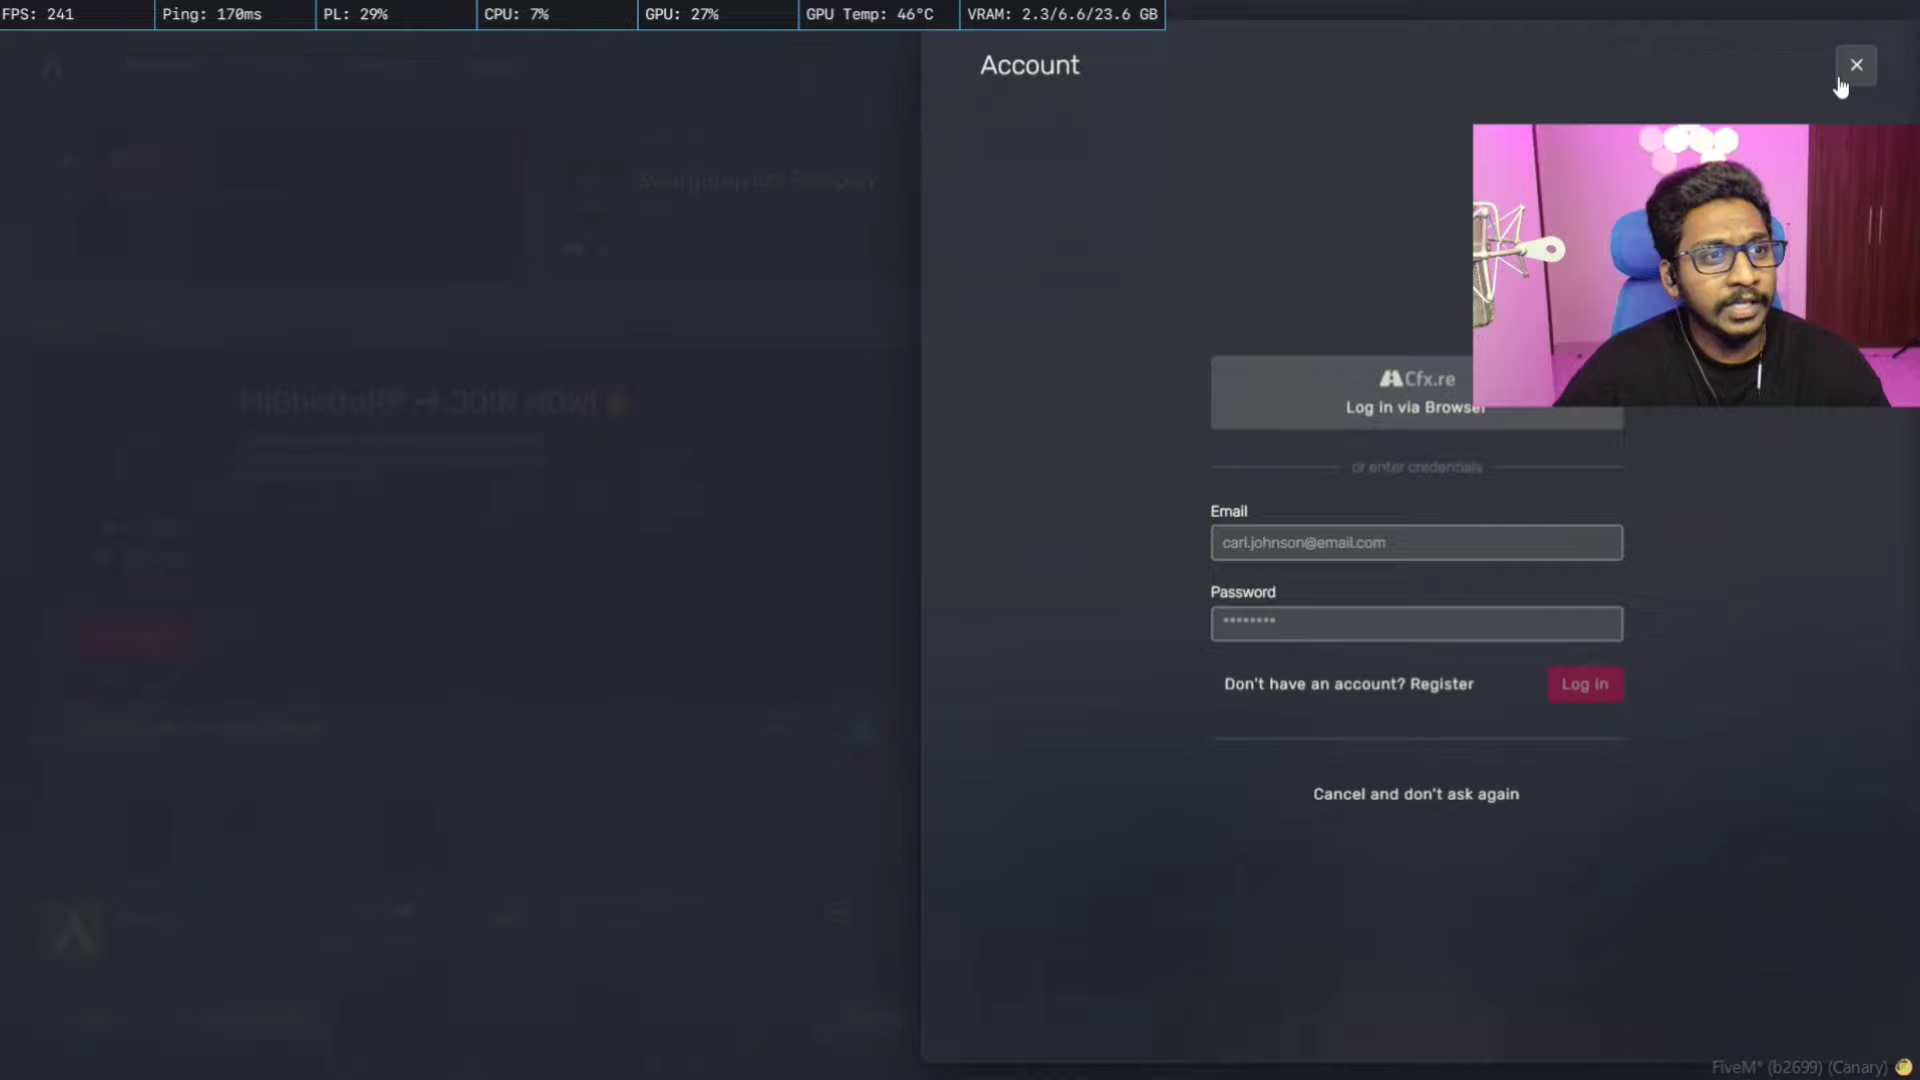 FPS: 241
Ping: 170ms
PL: 29%
CPU: 7%
GPU: 27%
GPU Temp: 46°C
VRAM: 2.3/6.6/23.6 GB
Account
Cfx.re
Log in via Browser
or enter credentials
Email
carl.johnson@email.com
Password
********
Don't have an account? Register
Log in
Cancel and don't ask again
JOIN NOW!
FiveM* (b2699) (Canary)